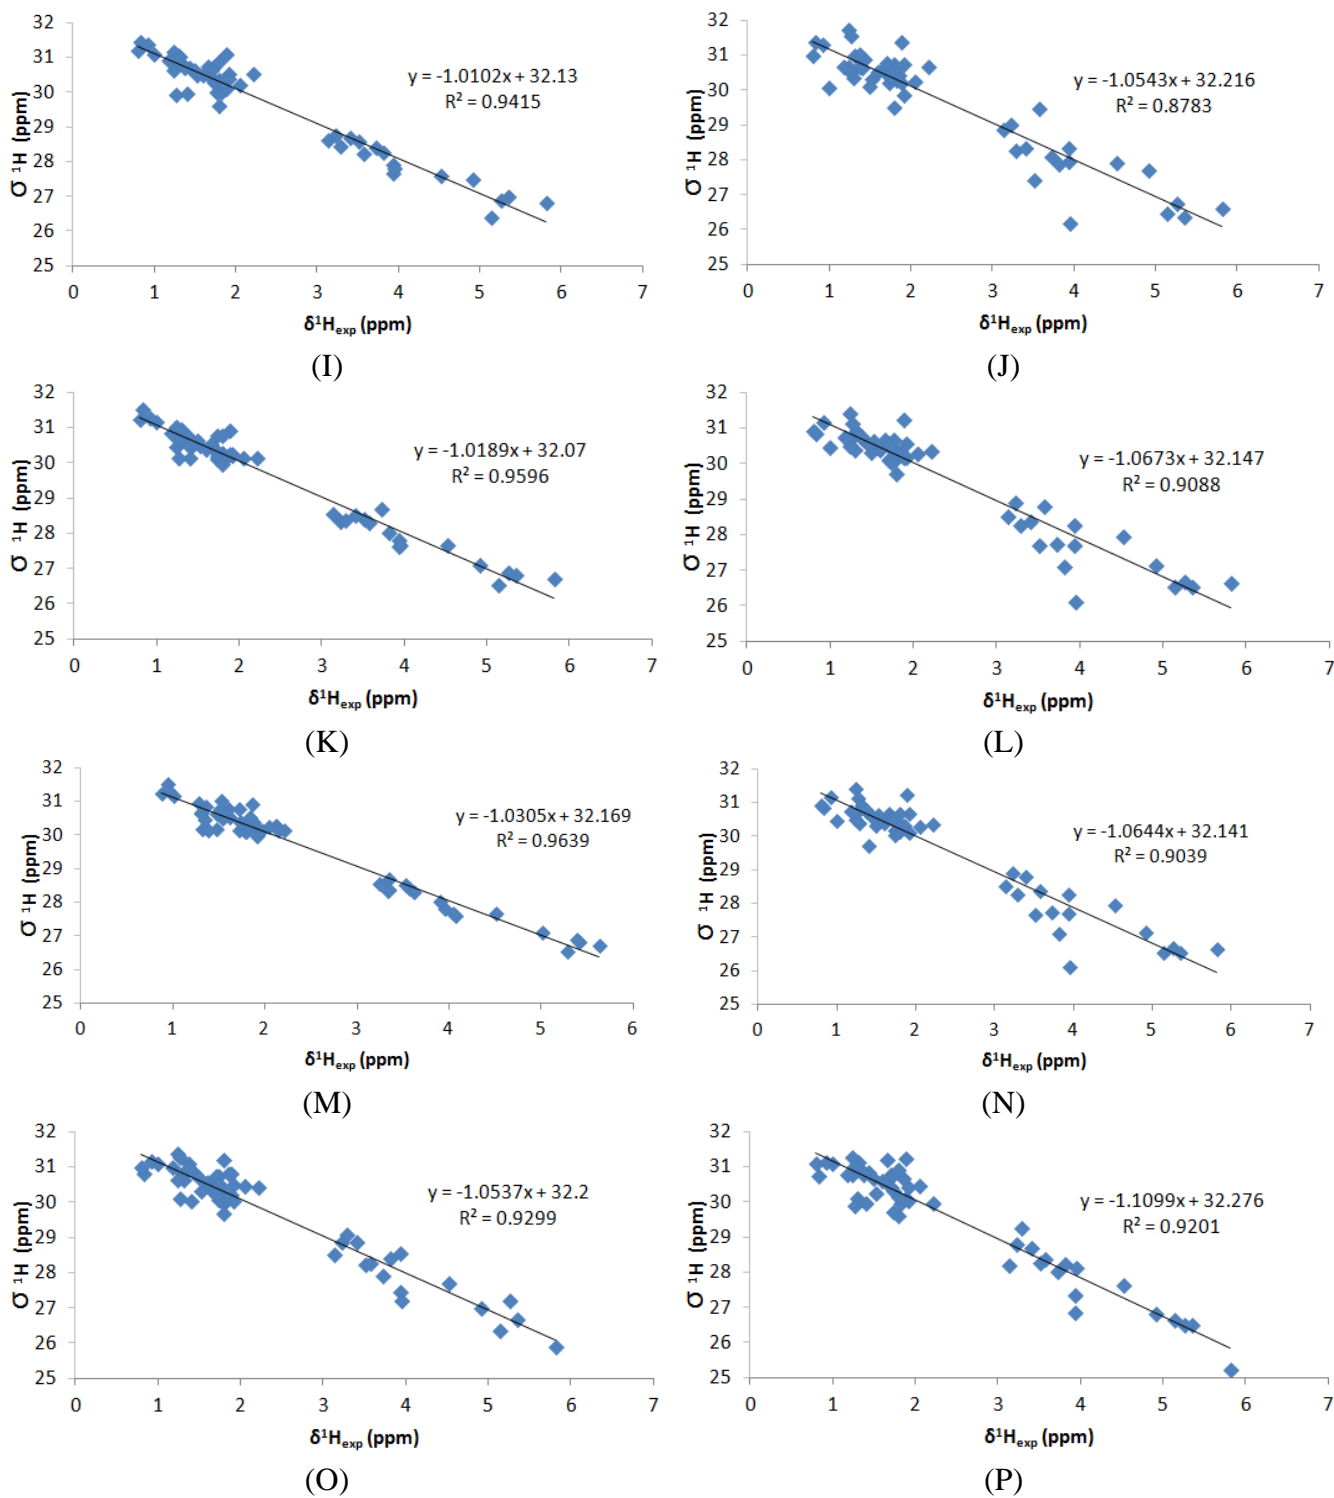 32
31
30
29
28
27
26
25
σ ¹H (ppm)
y = -1.0102x + 32.13
R² = 0.9415
0 1 2 3 4 5 6 7
δ¹Hexp (ppm)
(I)
32
31
30
29
28
27
26
25
σ ¹H (ppm)
y = -1.0543x + 32.216
R² = 0.8783
0 1 2 3 4 5 6 7
δ¹Hexp (ppm)
(J)
32
31
30
29
28
27
26
25
σ ¹H (ppm)
y = -1.0189x + 32.07
R² = 0.9596
0 1 2 3 4 5 6 7
δ¹Hexp (ppm)
(K)
32
31
30
29
28
27
26
25
σ ¹H (ppm)
y = -1.0673x + 32.147
R² = 0.9088
0 1 2 3 4 5 6 7
δ¹Hexp (ppm)
(L)
32
31
30
29
28
27
26
25
σ ¹H (ppm)
y = -1.0305x + 32.169
R² = 0.9639
0 1 2 3 4 5 6
δ¹Hexp (ppm)
(M)
32
31
30
29
28
27
26
25
σ ¹H (ppm)
y = -1.0644x + 32.141
R² = 0.9039
0 1 2 3 4 5 6 7
δ¹Hexp (ppm)
(N)
32
31
30
29
28
27
26
25
σ ¹H (ppm)
y = -1.0537x + 32.2
R² = 0.9299
0 1 2 3 4 5 6 7
δ¹Hexp (ppm)
(O)
32
31
30
29
28
27
26
25
σ ¹H (ppm)
y = -1.1099x + 32.276
R² = 0.9201
0 1 2 3 4 5 6 7
δ¹Hexp (ppm)
(P)